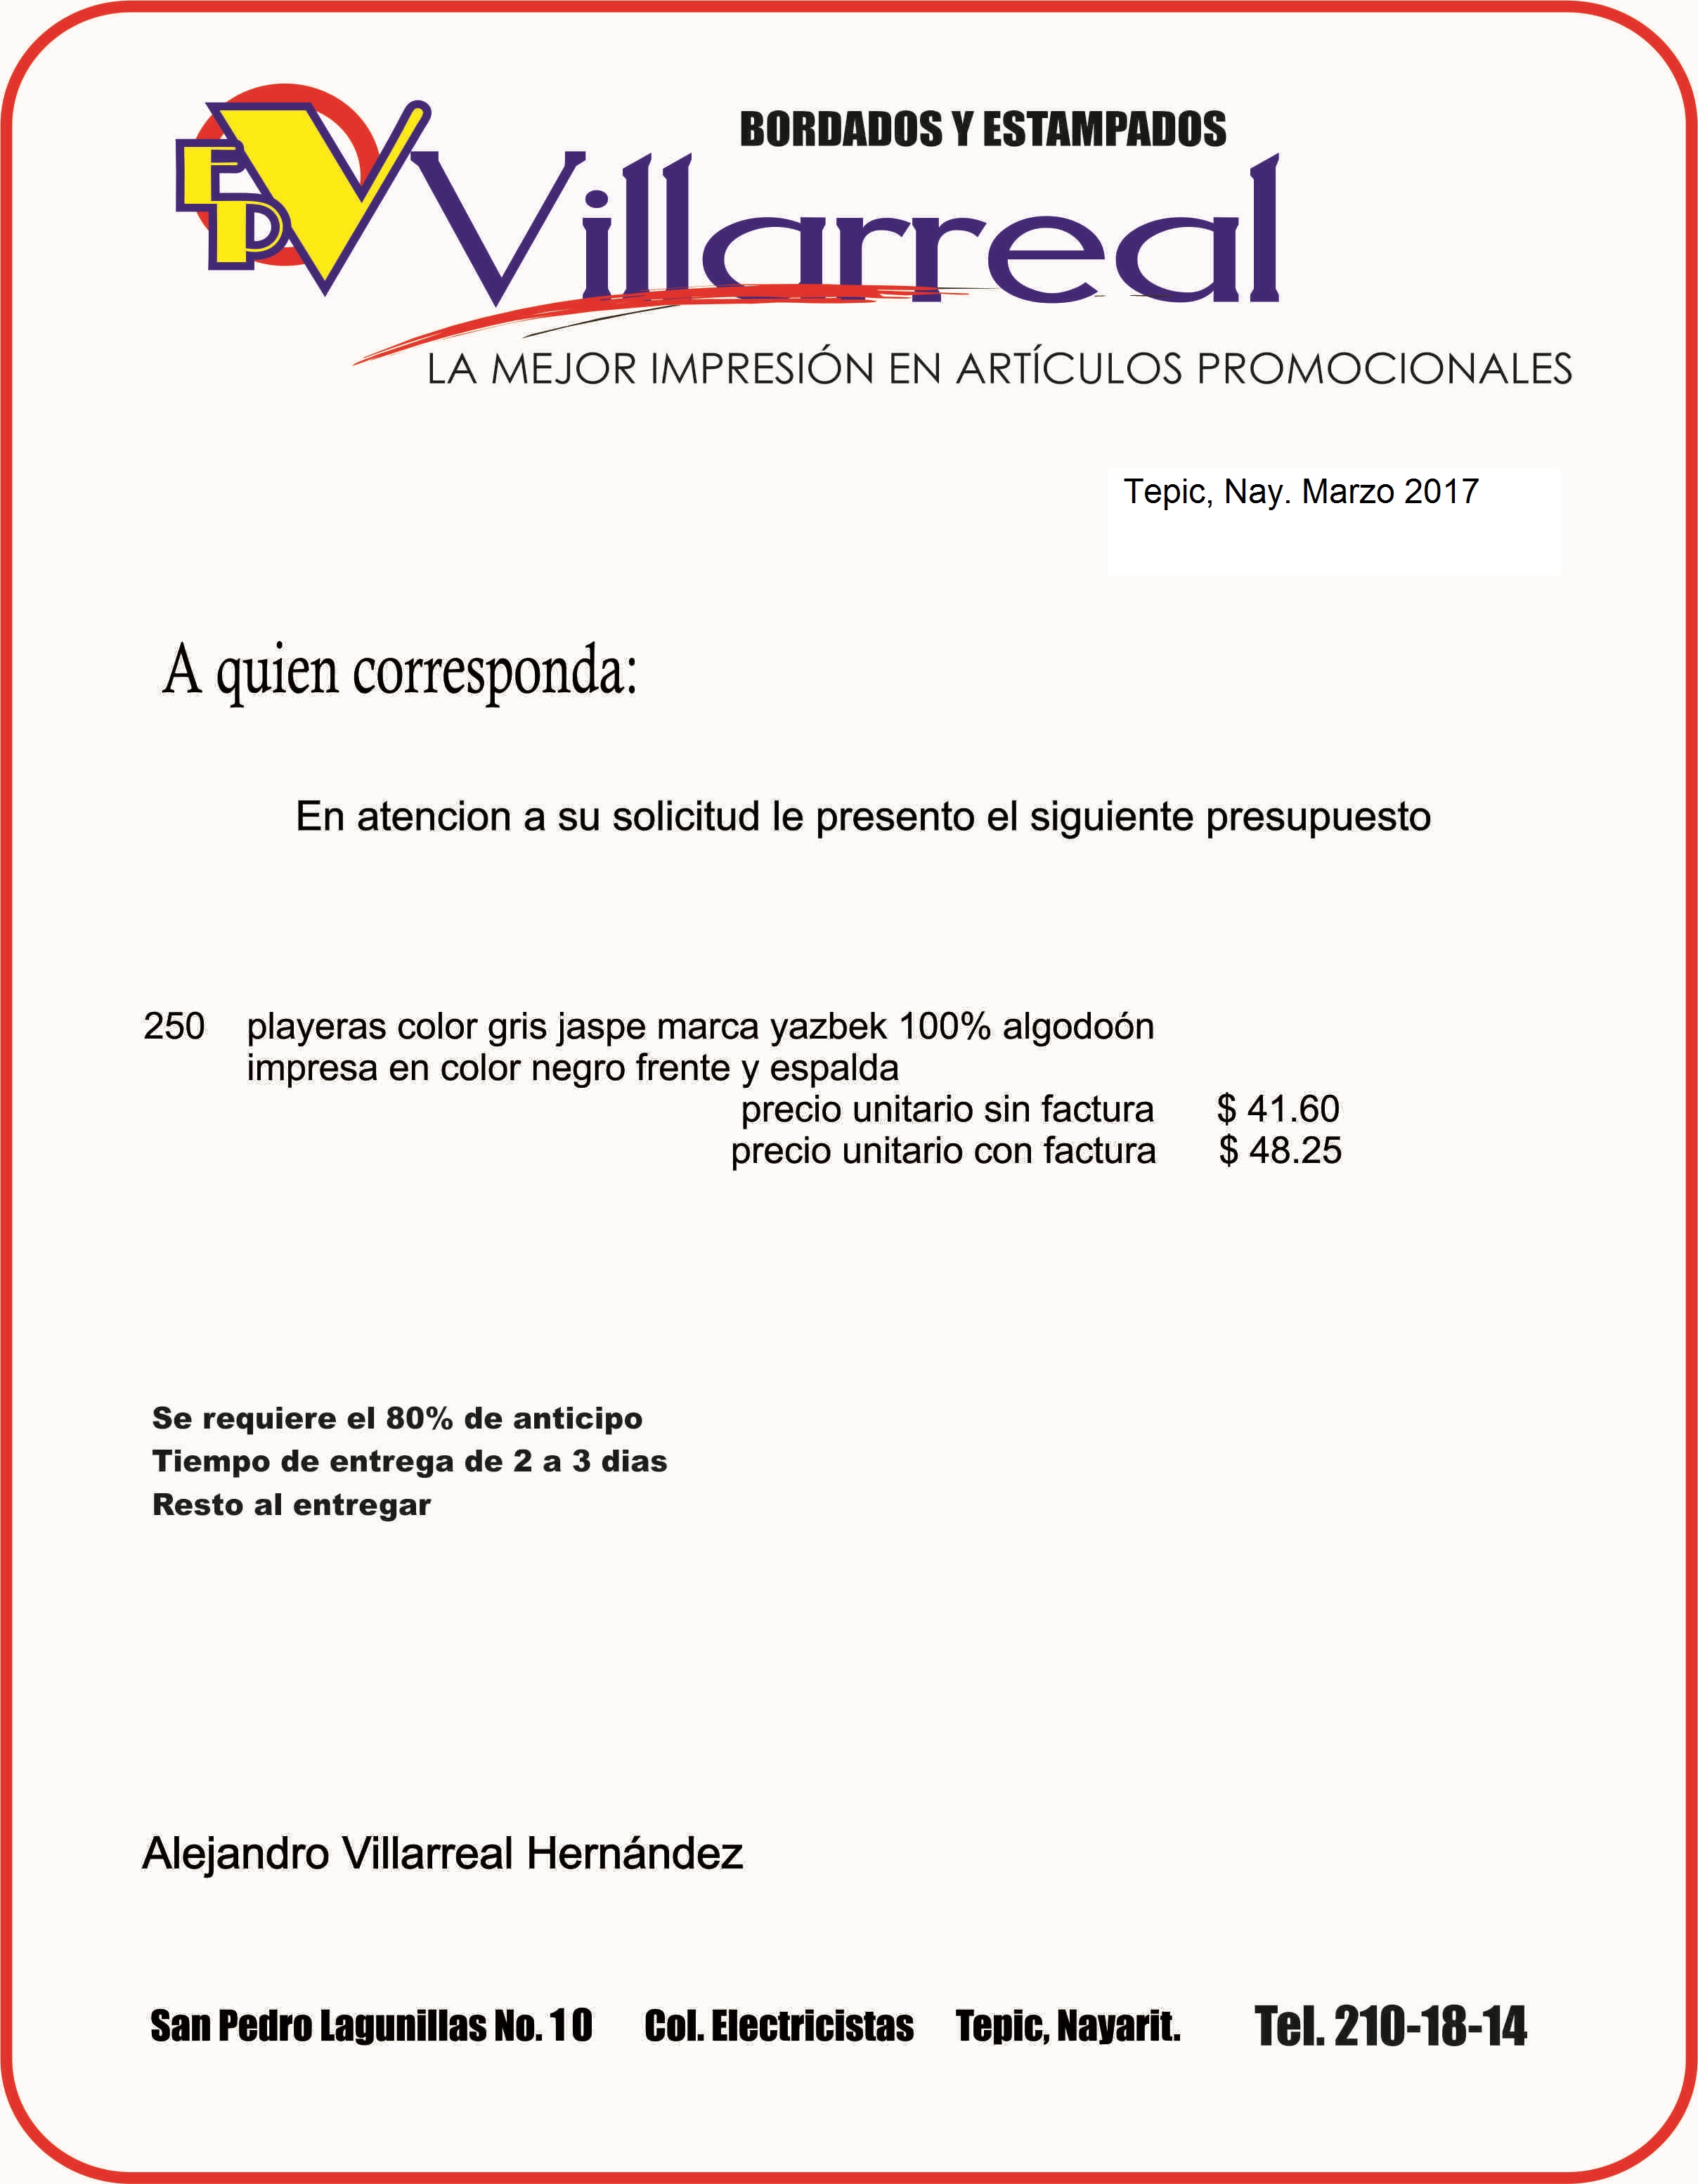 BORDADOS Y ESTAMPADOS
Villarreal
LA MEJOR IMPRESIÓN EN ARTÍCULOS PROMOCIONALES
Tepic, Nay. Marzo 2017
A quien corresponda:
En atencion a su solicitud le presento el siguiente presupuesto
250 playeras color gris jaspe marca yazbek 100% algodoón
impresa en color negro frente y espalda
precio unitario sin factura $ 41.60
precio unitario con factura $ 48.25
Se requiere el 80% de anticipo
Tiempo de entrega de 2 a 3 dias
Resto al entregar
Alejandro Villarreal Hernández
San Pedro Lagunillas No. 10 Col. Electricistas Tepic, Nayarit. Tel. 210-18-14